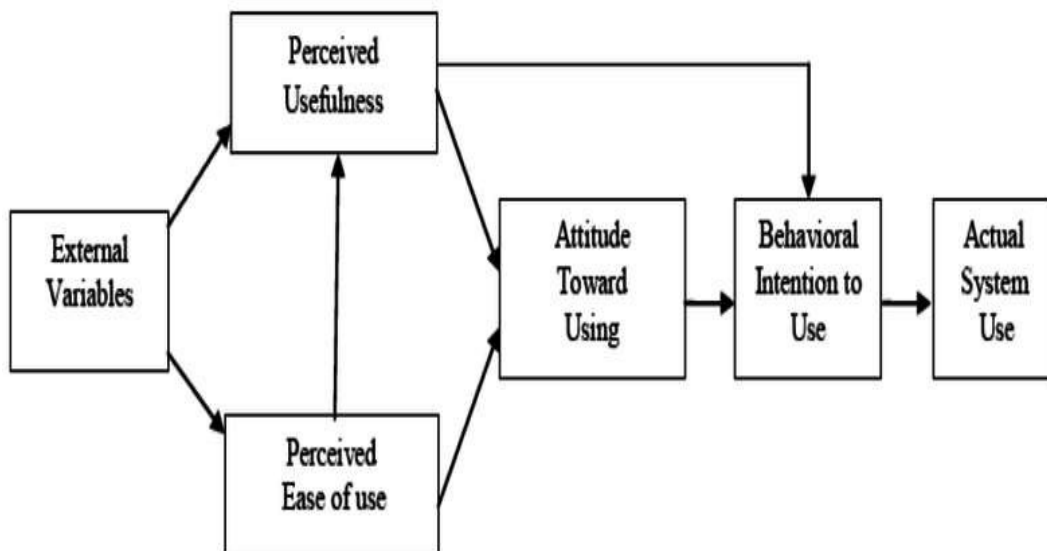 Perceived
Usefulness
External
Variables
Perceived
Ease of use
Attitude
Toward
Using
Behavioral
Intention to
Use
Actual
System
Use